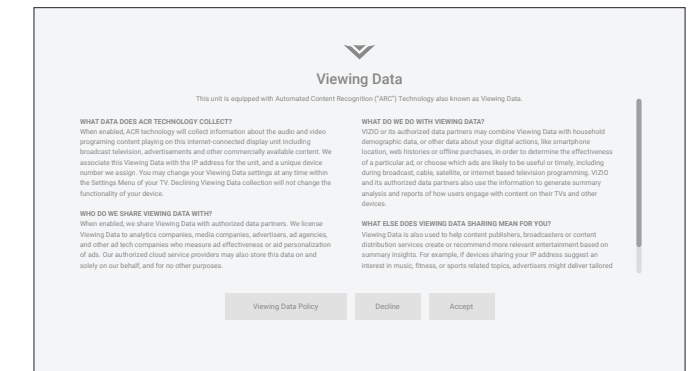 Viewing Data
This unit is equipped with Automated Content Recognition ("ARC") Technology also known as Viewing Data.
WHAT DATA DOES ACR TECHNOLOGY COLLECT?
When enabled, ACR technology will collect information about the audio and video
programing content playing on this internet-connected display unit including
broadcast television, advertisements and other commercially available content. We
associate this Viewing Data with the IP address for the unit, and a unique device
number we assign. You may change your Viewing Data settings at any time within
the Settings Menu of your TV. Declining Viewing Data collection will not change the
functionality of your device.
WHO DO WE SHARE VIEWING DATA WITH?
When enabled, we share Viewing Data with authorized data partners. We license
Viewing Data to analytics companies, media companies, advertisers, ad agencies,
and other ad tech companies who measure ad effectiveness or aid personalization
of ads. Our authorized cloud service providers may also store this data on and
solely on our behalf, and for no other purposes.
WHAT DO WE DO WITH VIEWING DATA?
VIZIO or its authorized data partners may combine Viewing Data with household
demographic data, or other data about your digital actions, like smartphone
location, web histories or offline purchases, in order to determine the effectiveness
of a particular ad, or choose which ads are likely to be useful or timely, including
during broadcast, cable, satellite, or internet based television programming. VIZIO
and its authorized data partners also use the information to generate summary
analysis and reports of how users engage with content on their TVs and other
devices.
WHAT ELSE DOES VIEWING DATA SHARING MEAN FOR YOU?
Viewing Data is also used to help content publishers, broadcasters or content
distribution services create or recommend more relevant entertainment based on
summary insights. For example, if devices sharing your IP address suggest an
interest in music, fitness, or sports related topics, advertisers might deliver tailored
Viewing Data Policy
Decline
Accept